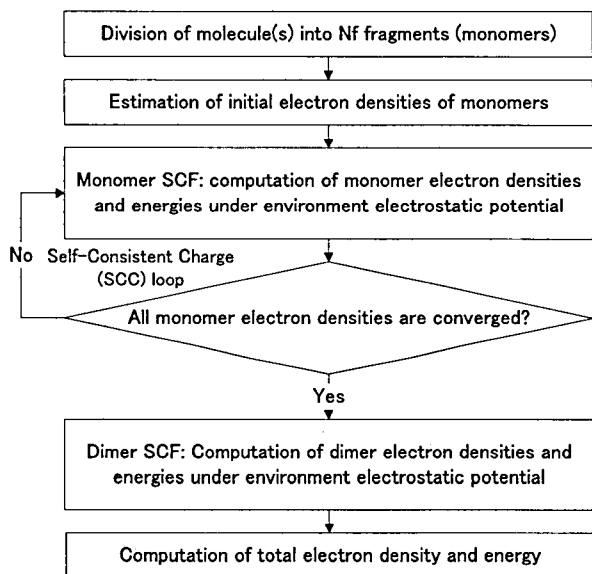 Division of molecule(s) into Nf fragments (monomers)
Estimation of initial electron densities of monomers
Monomer SCF: computation of monomer electron densities
and energies under environment electrostatic potential
No Self-Consistent Charge
(SCC) loop
All monomer electron densities are converged?
Yes
Dimer SCF: Computation of dimer electron densities and
energies under environment electrostatic potential
Computation of total electron density and energy